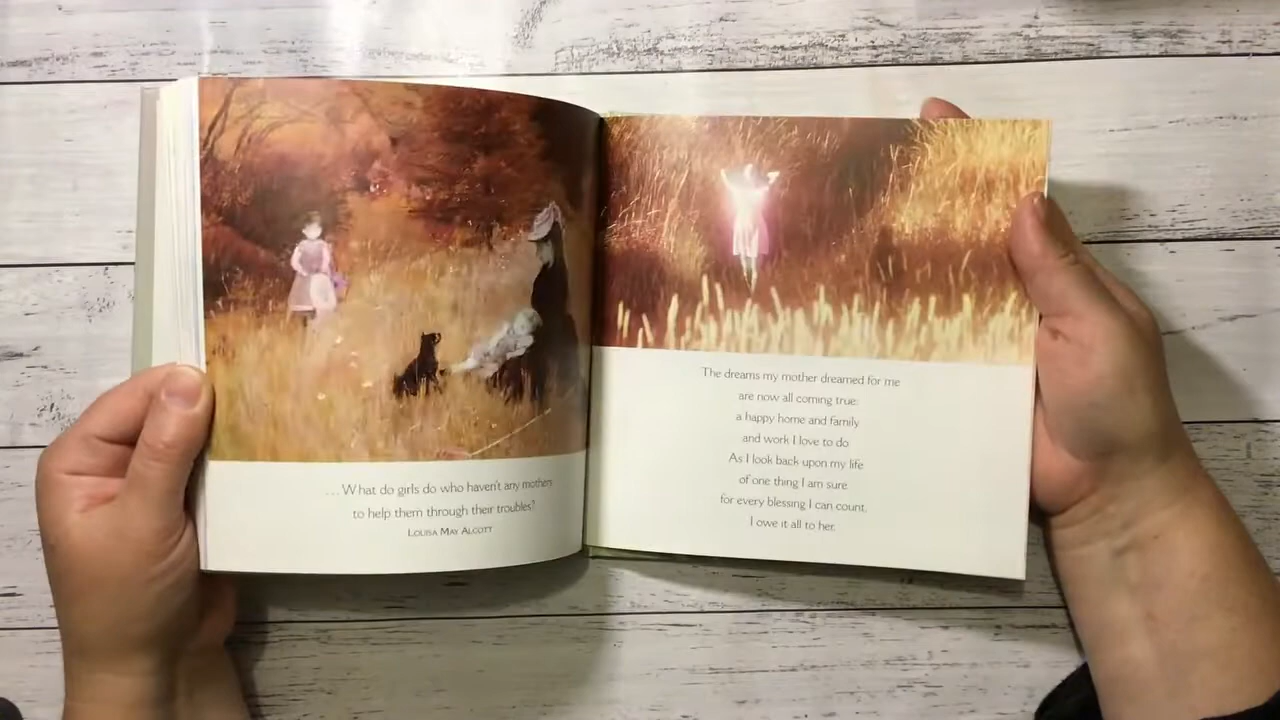 ...What do girls do who haven't any mothers
to help them through their troubles?
LOUISA MAY ALCOTT
The dreams my mother dreamed for me
are now all coming true:
a happy home and family
and work I love to do
As I look back upon my life
of one thing I am sure
for every blessing I can count,
I owe it all to her.